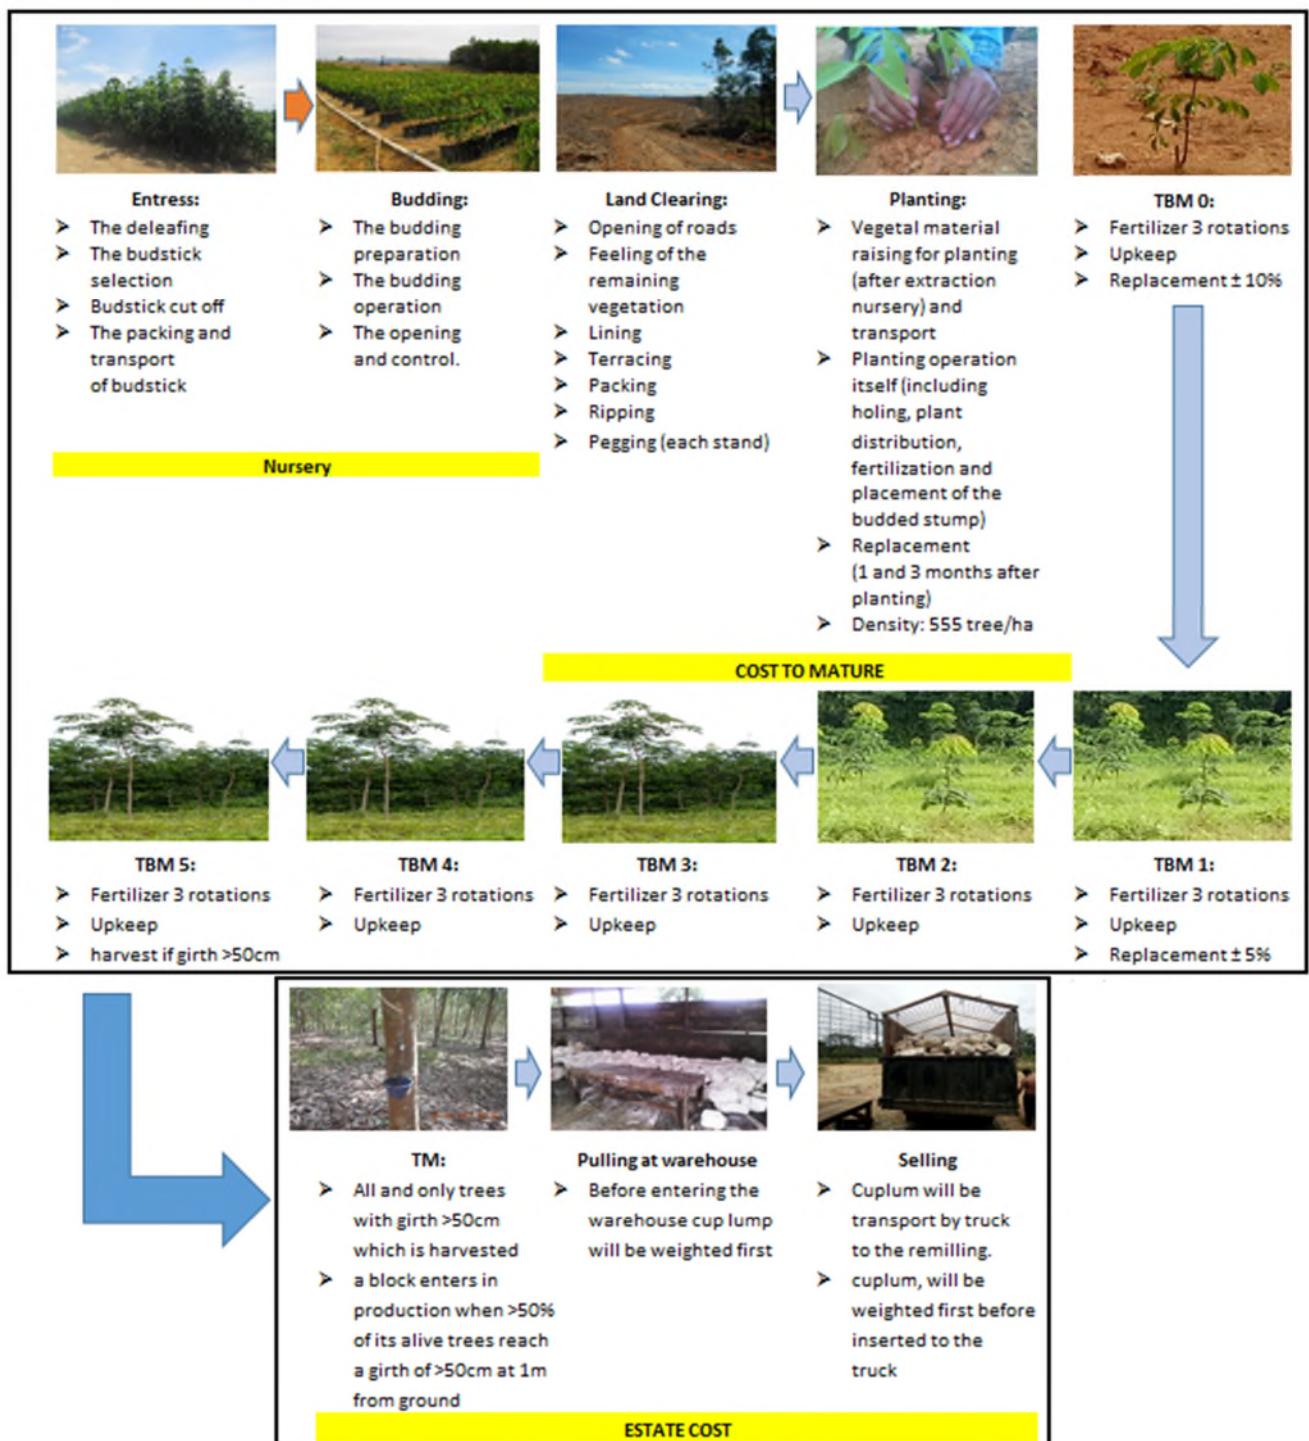 Entress:
➤ The deleafing
➤ The budstick
selection
➤ Budstick cut off
➤ The packing and
transport
of budstick
Budding:
➤ The budding
preparation
➤ The budding
operation
➤ The opening
and control.
Nursery
Land Clearing:
➤ Opening of roads
➤ Feeling of the
remaining
vegetation
➤ Lining
➤ Terracing
➤ Packing
➤ Ripping
➤ Pegging (each stand)
Planting:
➤ Vegetal material
raising for planting
(after extraction
nursery) and
transport
➤ Planting operation
itself (including
holing, plant
distribution,
fertilization and
placement of the
budded stump)
➤ Replacement
(1 and 3 months after
planting)
➤ Density: 555 tree/ha
TBM 0:
➤ Fertilizer 3 rotations
➤ Upkeep
➤ Replacement ± 10%
COST TO MATURE
TBM 5:
➤ Fertilizer 3 rotations
➤ Upkeep
➤ harvest if girth >50cm
TBM 4:
➤ Fertilizer 3 rotations
➤ Upkeep
TBM 3:
➤ Fertilizer 3 rotations
➤ Upkeep
TBM 2:
➤ Fertilizer 3 rotations
➤ Upkeep
TBM 1:
➤ Fertilizer 3 rotations
➤ Upkeep
➤ Replacement ± 5%
TM:
➤ All and only trees
with girth >50cm
which is harvested
➤ a block enters in
production when >50%
of its alive trees reach
a girth of >50cm at 1m
from ground
Pulling at warehouse
➤ Before entering the
warehouse cup lump
will be weighted first
Selling
➤ Cuplum will be
transport by truck
to the remilling.
➤ cuplum, will be
weighted first before
inserted to the
truck
ESTATE COST